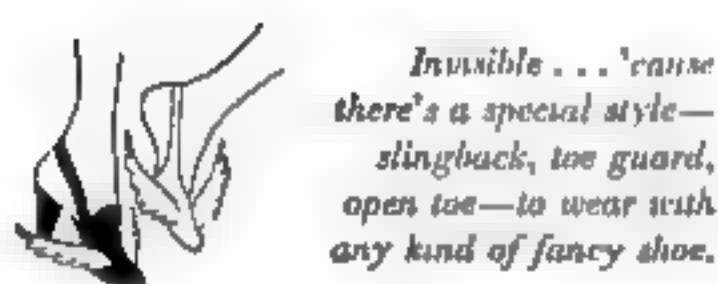 Invisible . . . 'cause
there's a special style—
slingback, toe guard,
open toe—to wear with
any kind of fancy shoe.